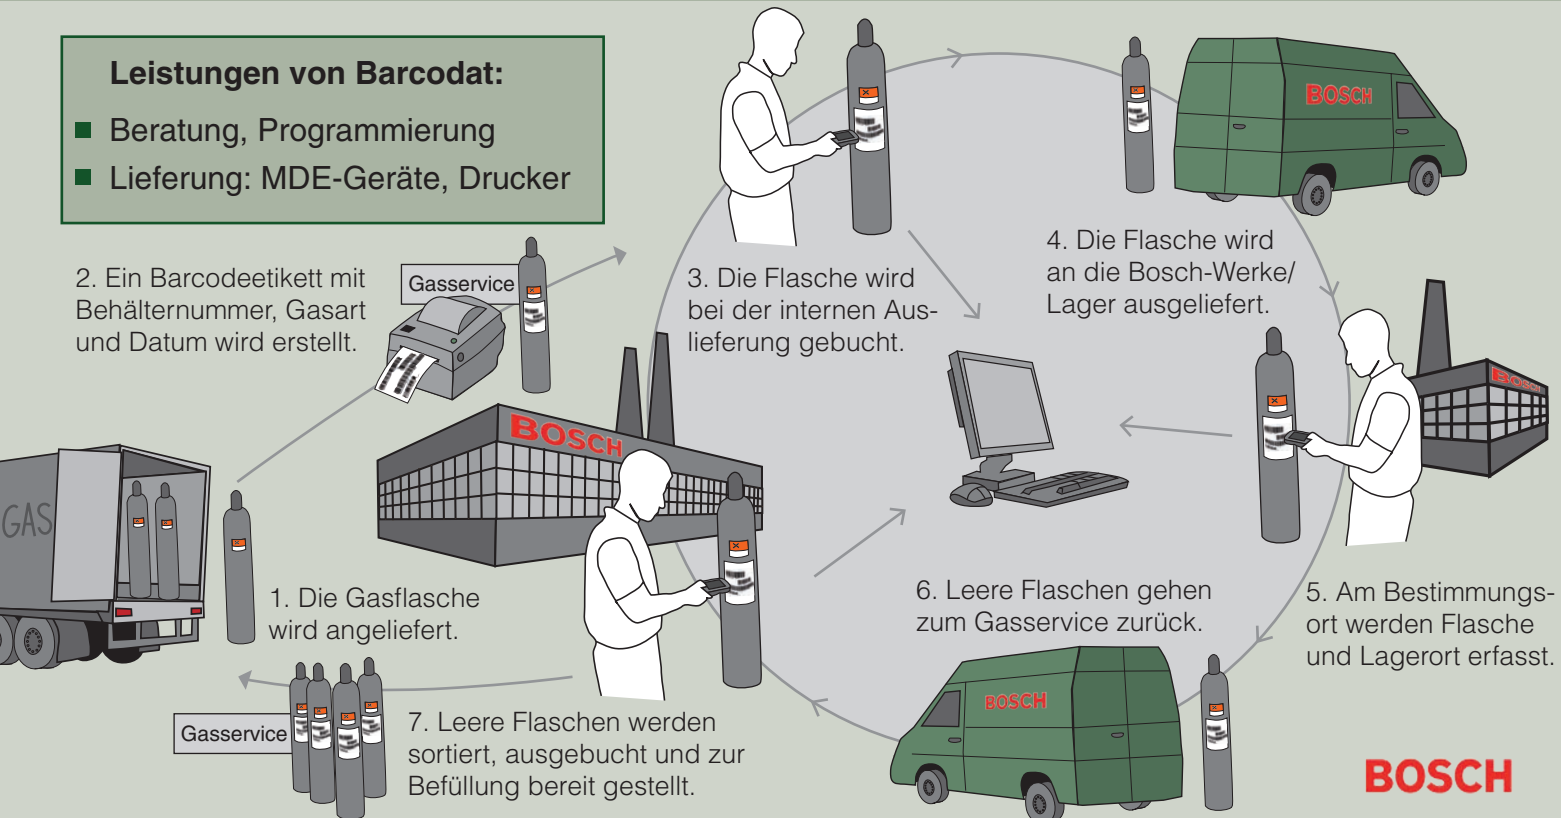 Leistungen von Barcodat:
Beratung, Programmierung
Lieferung: MDE-Geräte, Drucker
2. Ein Barcodeetikett mit
Behälternummer, Gasart
und Datum wird erstellt.
Gasservice
3. Die Flasche wird
bei der internen Aus-
lieferung gebucht.
BOSCH
4. Die Flasche wird
an die Bosch-Werke/
Lager ausgeliefert.
BOSCH
BOSCH
GAS
1. Die Gasflasche
wird angeliefert.
5. Am Bestimmungs-
ort werden Flasche
und Lagerort erfasst.
6. Leere Flaschen gehen
zum Gasservice zurück.
BOSCH
Gasservice
7. Leere Flaschen werden
sortiert, ausgebucht und zur
Befüllung bereit gestellt.
BOSCH